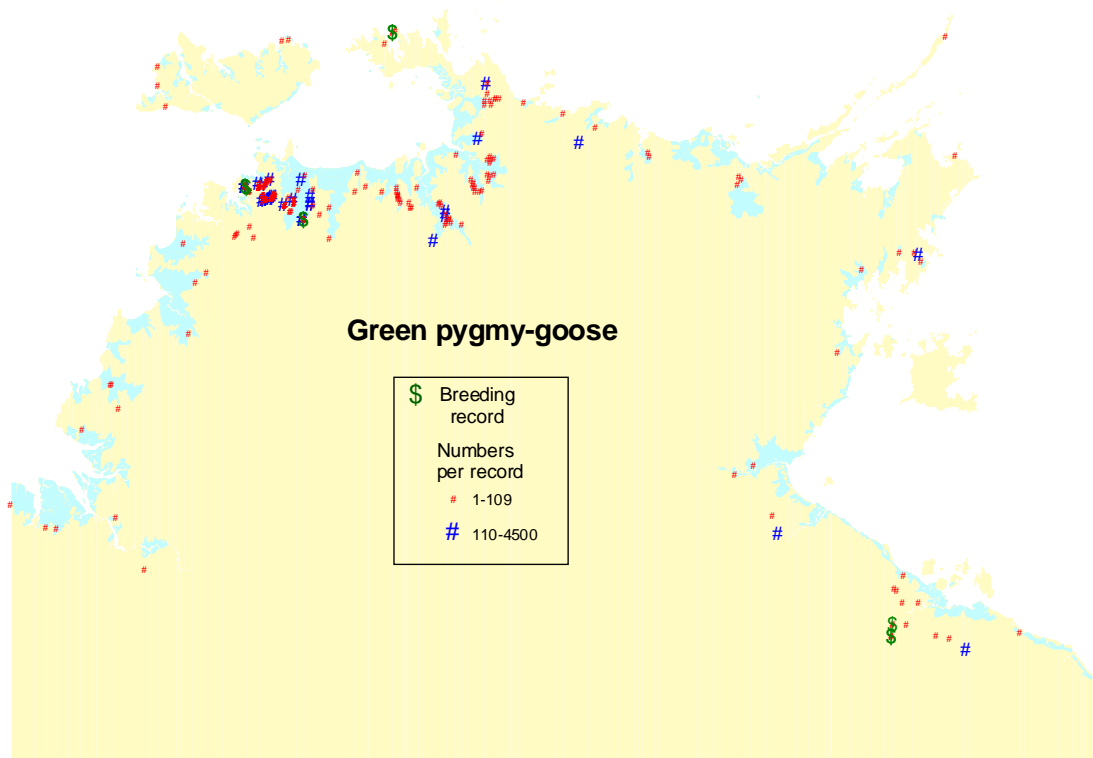 Green pygmy-goose
$ Breeding
record
Numbers
per record
# 1-109
# 110-4500